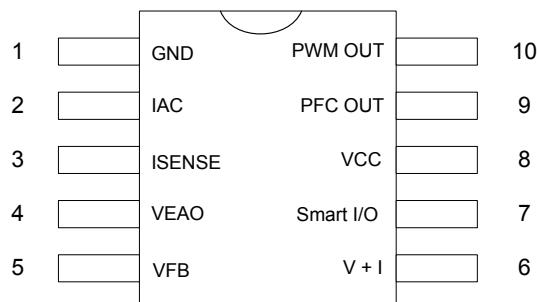 1 GND PWM OUT 10
2 IAC PFC OUT 9
3 ISENSE VCC 8
4 VEAO Smart I/O 7
5 VFB V + I 6